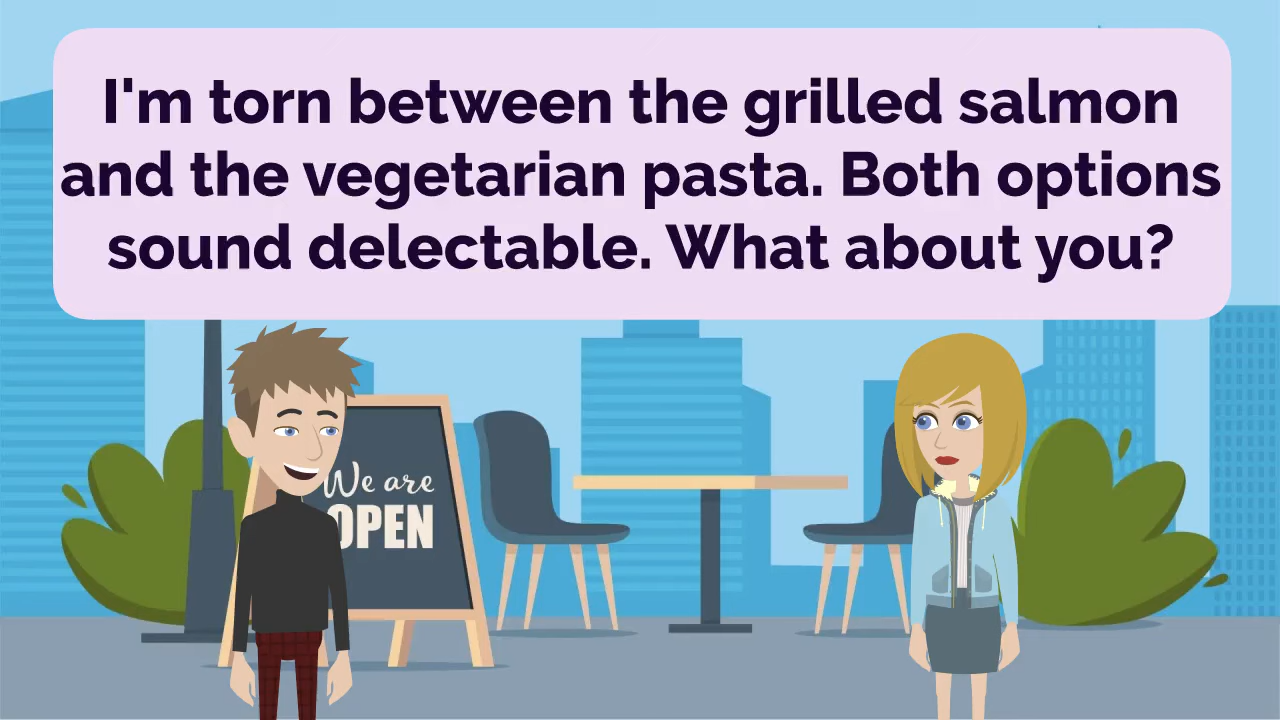 I'm torn between the grilled salmon
and the vegetarian pasta. Both options
sound delectable. What about you?
We are
OPEN